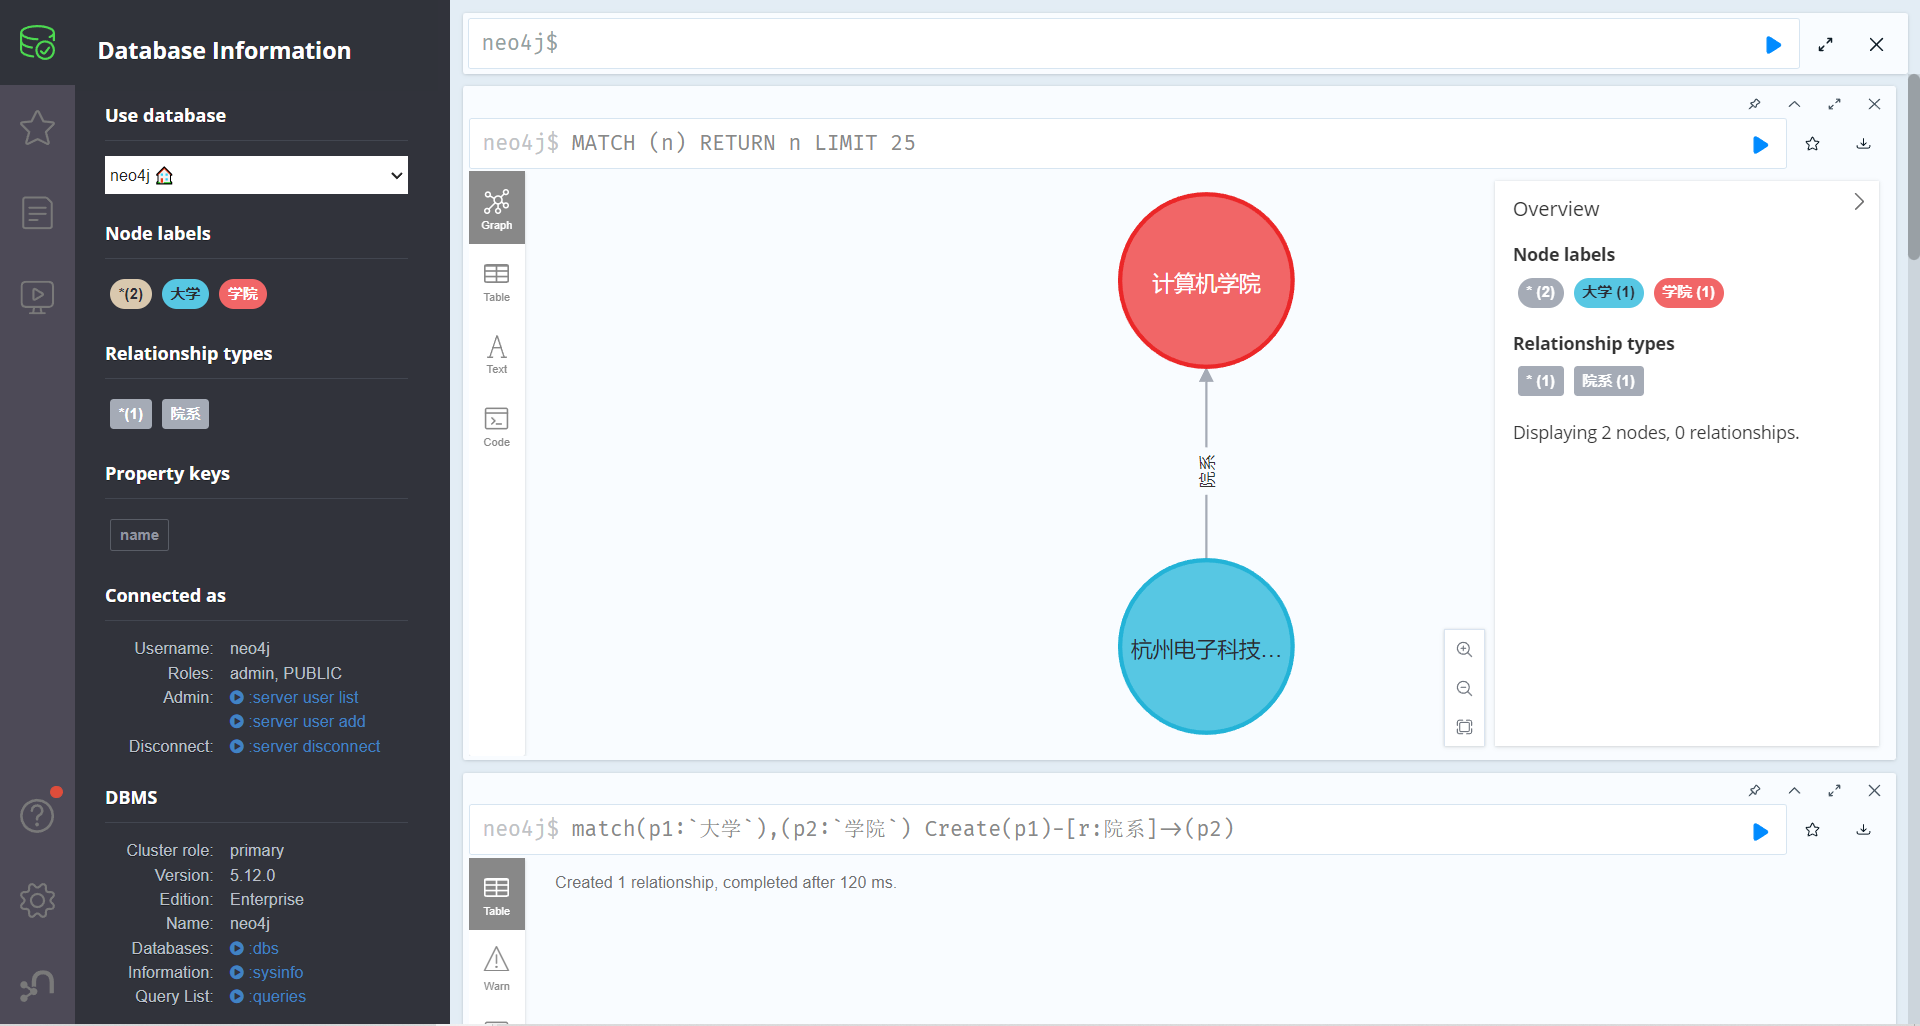 Database Information
Use database
neo4j
Node labels
*(2) 大学 学院
Relationship types
*(1) 院系
Property keys
name
Connected as
Username: neo4j
Roles: admin, PUBLIC
Admin: :server user list
:server user add
Disconnect: :server disconnect
DBMS
Cluster role: primary
Version: 5.12.0
Edition: Enterprise
Name: neo4j
Databases: :dbs
Information: :sysinfo
Query List: :queries
neo4j$
neo4j$ MATCH (n) RETURN n LIMIT 25
Graph
Table
Text
Code
计算机学院
院系
杭州电子科技...
Overview
Node labels
* (2) 大学 (1) 学院 (1)
Relationship types
* (1) 院系 (1)
Displaying 2 nodes, 0 relationships.
neo4j$ match(p1:`大学`),(p2:`学院`) Create(p1)-[r:院系]->(p2)
Table
Warn
Created 1 relationship, completed after 120 ms.